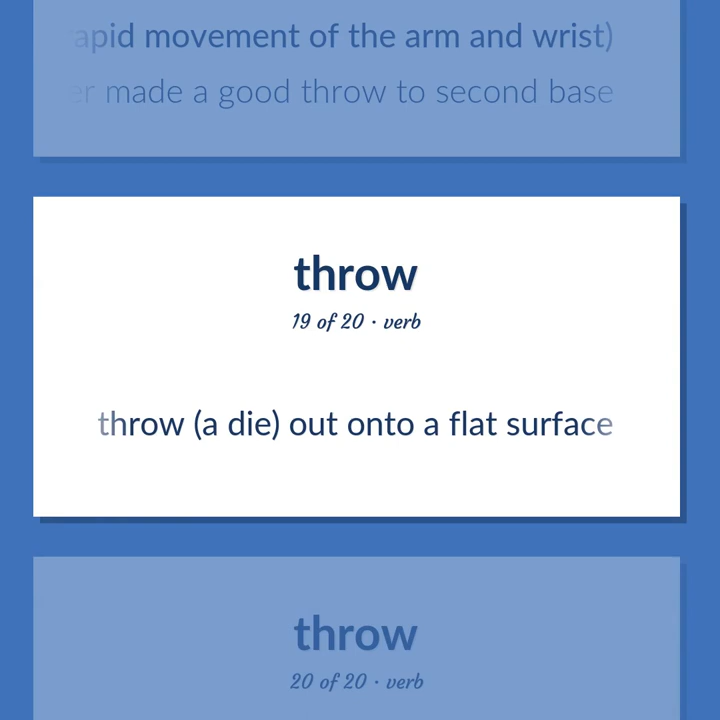 rapid movement of the arm and wrist)
made a good throw to second base
throw
19 of 20 · verb
throw (a die) out onto a flat surface
throw
20 of 20 · verb